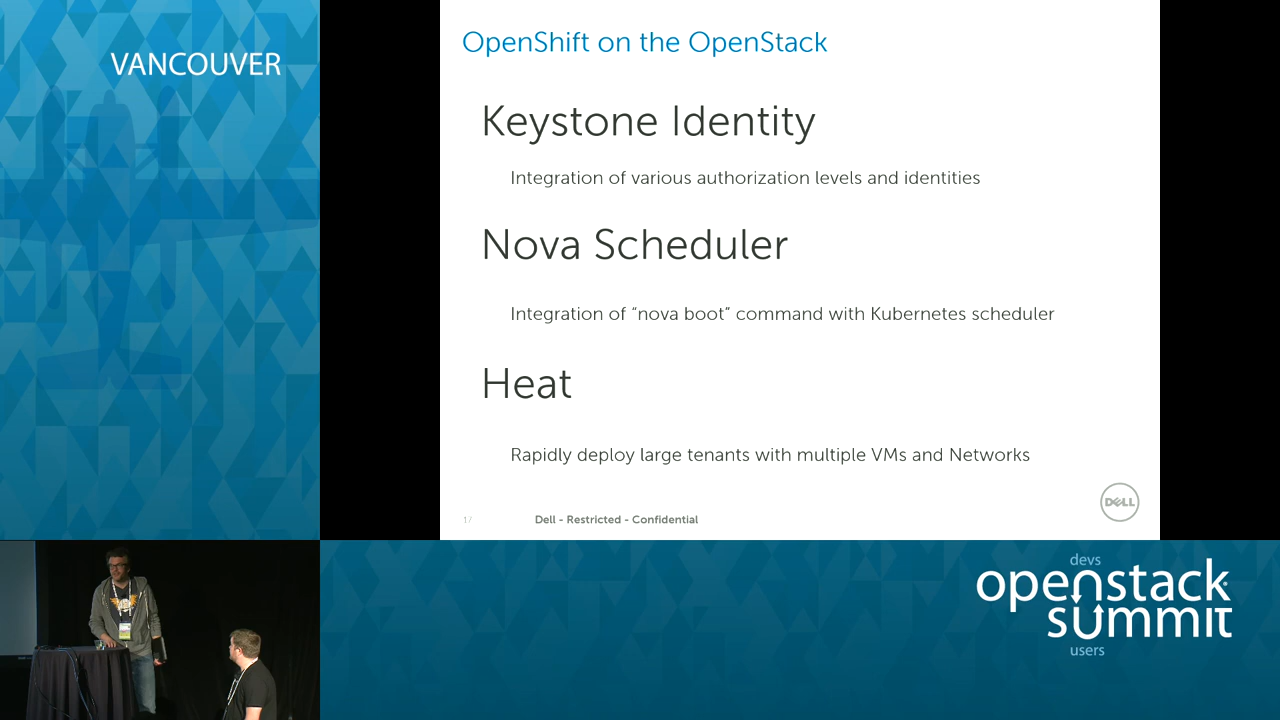 VANCOUVER
OpenShift on the OpenStack
Keystone Identity
Integration of various authorization levels and identities
Nova Scheduler
Integration of “nova boot” command with Kubernetes scheduler
Heat
Rapidly deploy large tenants with multiple VMs and Networks
DELL
17
Dell - Restricted - Confidential
devs
openstack
summit
users